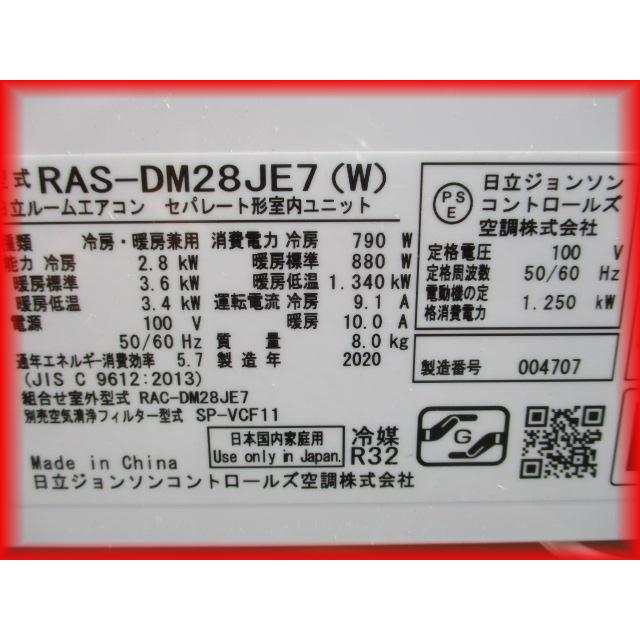 型式 RAS-DM28JE7(W)
日立ルームエアコン セパレート形室内ユニット
種類 冷房・暖房兼用
能力 冷房 2.8 kW
暖房標準 3.6 kW
暖房低温 3.4 kW
電源 100 V
50/60 Hz
消費電力 冷房 790 W
暖房標準 880 W
暖房低温 1.340 kW
運転電流 冷房 9.1 A
暖房 10.0 A
質量 8.0 kg
通年エネルギー消費効率 5.7 製造年 2020
(JIS C 9612:2013)
組合せ室外型式 RAC-DM28JE7
別売空気清浄フィルター型式 SP-VCF11
日本国内家庭用
Use only in Japan.
冷媒
R32
G
Made in China
日立ジョンソンコントロールズ空調株式会社
PS
E
日立ジョンソン
コントロールズ
空調株式会社
定格電圧 100 V
定格周波数 50/60 Hz
電動機の定
格消費電力 1.250 kW
製造番号 004707